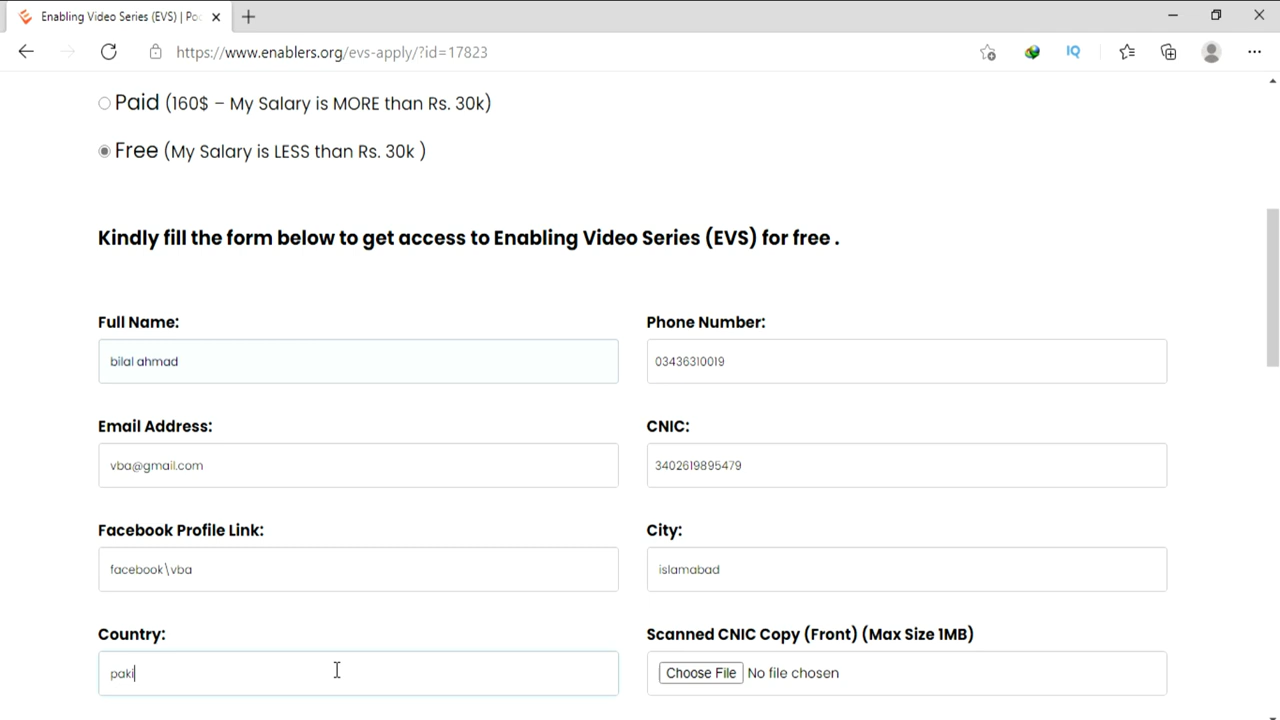 Enabling Video Series (EVS) | Poc
https://www.enablers.org/evs-apply/?id=17823
IQ
Paid (160$ – My Salary is MORE than Rs. 30k)
Free (My Salary is LESS than Rs. 30k )
Kindly fill the form below to get access to Enabling Video Series (EVS) for free .
Full Name:
Phone Number:
bilal ahmad
03436310019
Email Address:
CNIC:
vba@gmail.com
3402619895479
Facebook Profile Link:
City:
facebook\vba
islamabad
Country:
Scanned CNIC Copy (Front) (Max Size 1MB)
paki
Choose File No file chosen